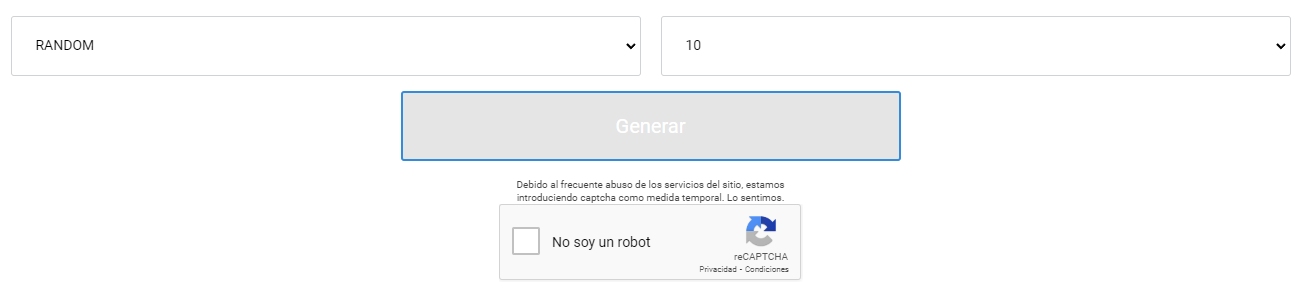 RANDOM
10
Generar
Debido al frecuente abuso de los servicios del sitio, estamos
introduciendo captcha como medida temporal. Lo sentimos.
No soy un robot
reCAPTCHA
Privacidad - Condiciones